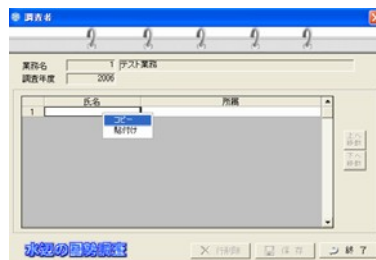 調査者
業務名 1 テスト業務
調査年度 2006
氏名 所属
1
コピー
貼り付け
上へ
移動
下へ
移動
水辺の国勢調査
行削除 保 存 終 了